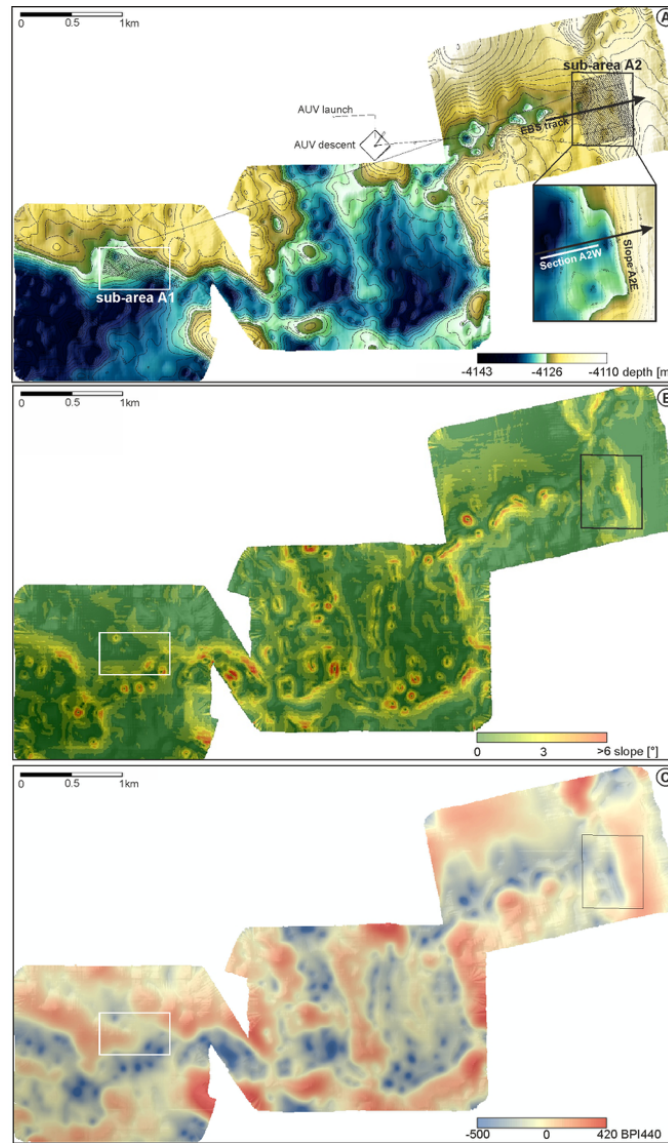 0 0.5 1km
A
sub-area A2
AUV launch
EBS track
AUV descent
Section A2W
Slope A2E
sub-area A1
-4143 -4126 -4110 depth [m]
0 0.5 1km
B
0 3 >6 slope [°]
0 0.5 1km
C
-500 0 420 BPI440